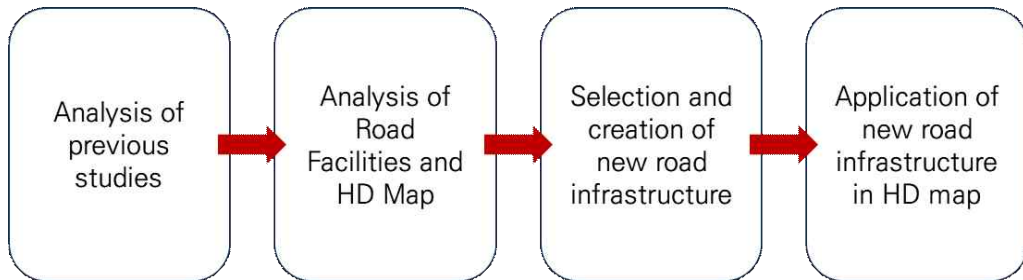 Analysis of
previous
studies
Analysis of
Road
Facilities and
HD Map
Selection and
creation of
new road
infrastructure
Application of
new road
infrastructure
in HD map